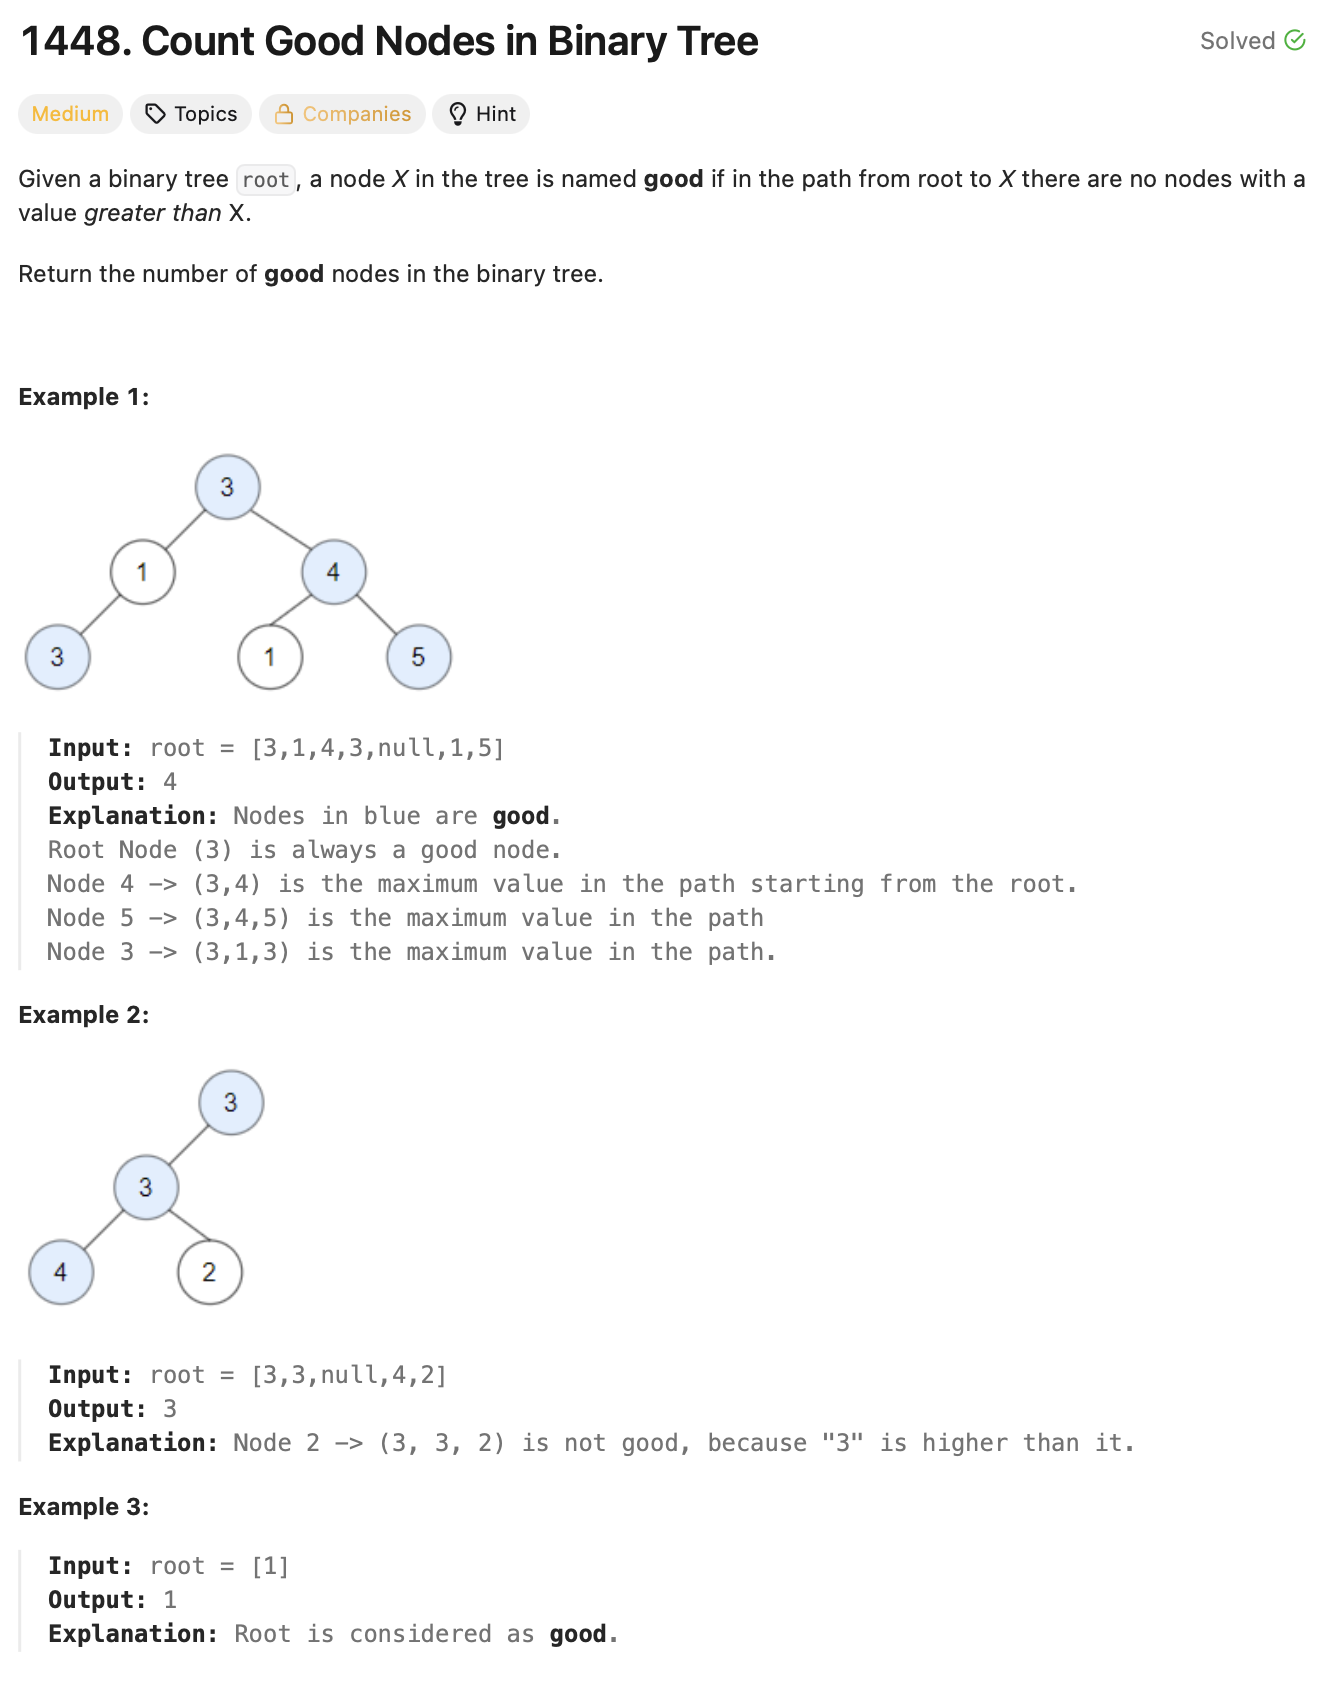 1448. Count Good Nodes in Binary Tree
Solved
Medium Topics Companies Hint
Given a binary tree root, a node X in the tree is named good if in the path from root to X there are no nodes with a
value greater than X.
Return the number of good nodes in the binary tree.
Example 1:
3
1 4
3 1 5
Input: root = [3,1,4,3,null,1,5]
Output: 4
Explanation: Nodes in blue are good.
Root Node (3) is always a good node.
Node 4 -> (3,4) is the maximum value in the path starting from the root.
Node 5 -> (3,4,5) is the maximum value in the path
Node 3 -> (3,1,3) is the maximum value in the path.
Example 2:
3
3
4 2
Input: root = [3,3,null,4,2]
Output: 3
Explanation: Node 2 -> (3, 3, 2) is not good, because "3" is higher than it.
Example 3:
Input: root = [1]
Output: 1
Explanation: Root is considered as good.